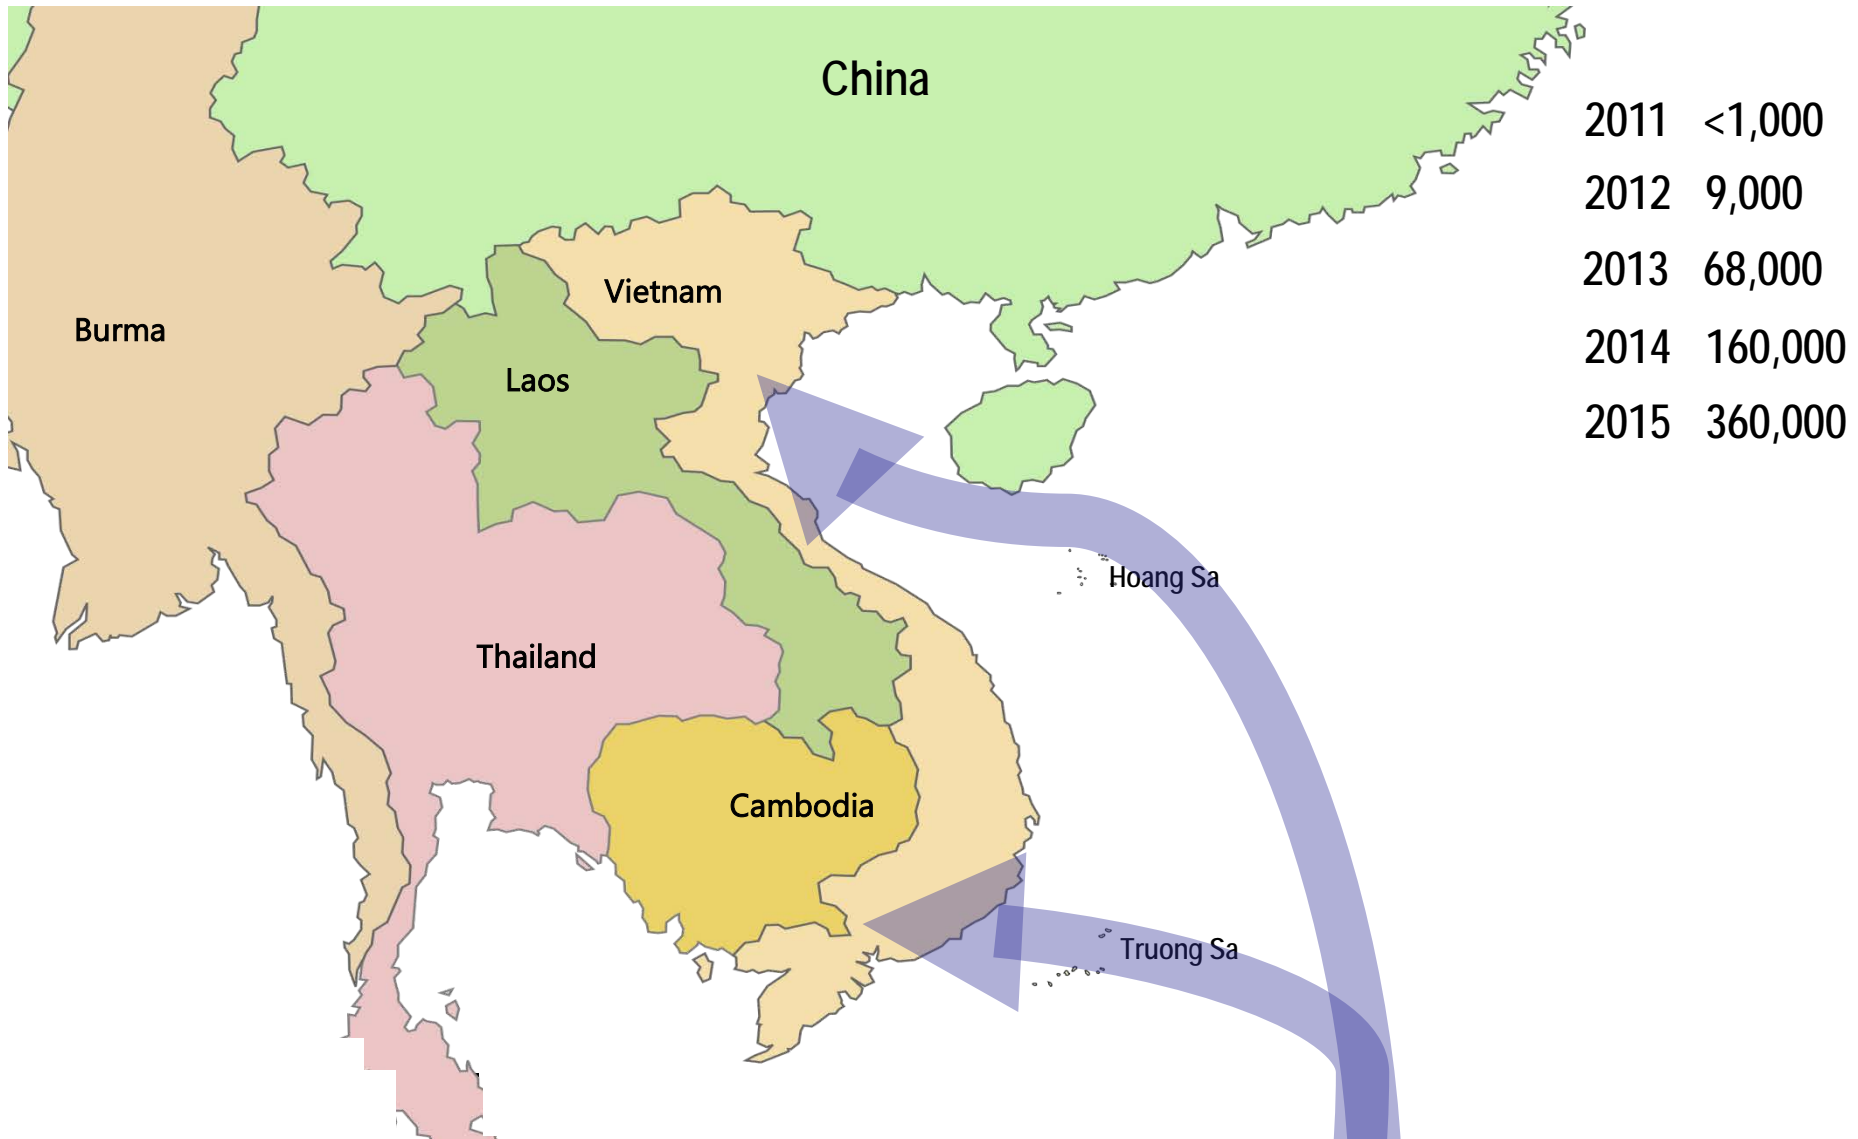 China
2011 <1,000
2012 9,000
2013 68,000
2014 160,000
2015 360,000
Vietnam
Burma
Laos
Hoang Sa
Thailand
Cambodia
Truong Sa